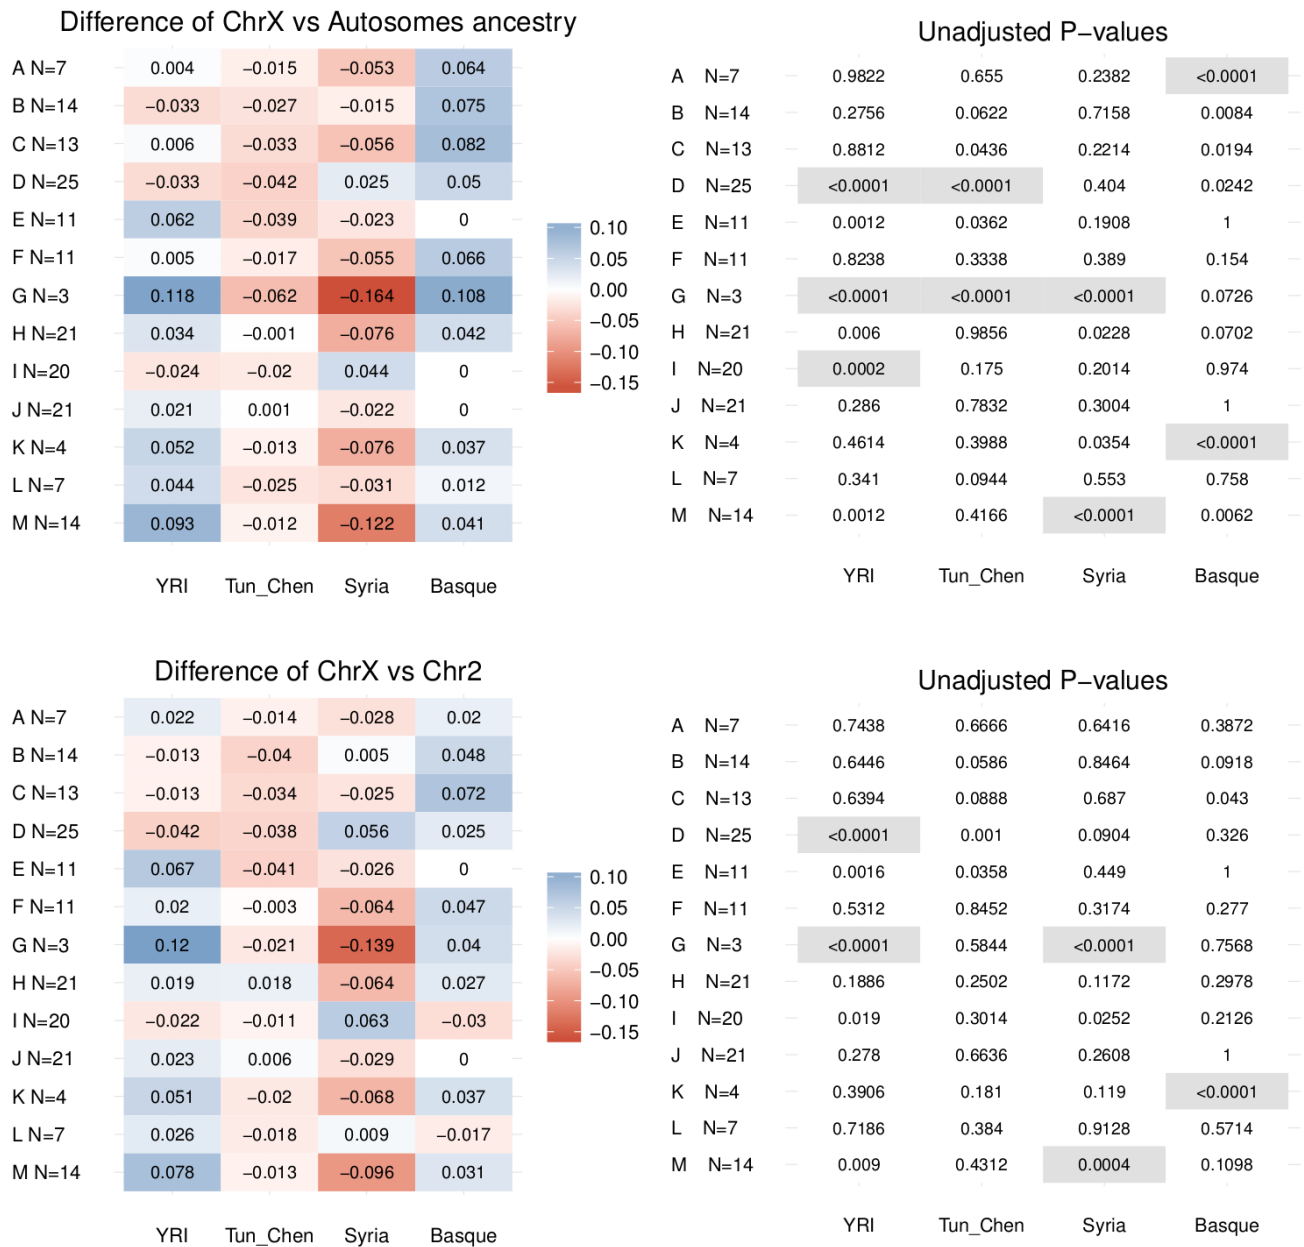 Difference of ChrX vs Autosomes ancestry
A N=7 0.004 −0.015 −0.053 0.064
B N=14 −0.033 −0.027 −0.015 0.075
C N=13 0.006 −0.033 −0.056 0.082
D N=25 −0.033 −0.042 0.025 0.05
E N=11 0.062 −0.039 −0.023 0
F N=11 0.005 −0.017 −0.055 0.066
G N=3 0.118 −0.062 −0.164 0.108
H N=21 0.034 −0.001 −0.076 0.042
I N=20 −0.024 −0.02 0.044 0
J N=21 0.021 0.001 −0.022 0
K N=4 0.052 −0.013 −0.076 0.037
L N=7 0.044 −0.025 −0.031 0.012
M N=14 0.093 −0.012 −0.122 0.041
YRI Tun_Chen Syria Basque
0.10
0.05
0.00
−0.05
−0.10
−0.15
Unadjusted P−values
A N=7 0.9822 0.655 0.2382 <0.0001
B N=14 0.2756 0.0622 0.7158 0.0084
C N=13 0.8812 0.0436 0.2214 0.0194
D N=25 <0.0001 <0.0001 0.404 0.0242
E N=11 0.0012 0.0362 0.1908 1
F N=11 0.8238 0.3338 0.389 0.154
G N=3 <0.0001 <0.0001 <0.0001 0.0726
H N=21 0.006 0.9856 0.0228 0.0702
I N=20 0.0002 0.175 0.2014 0.974
J N=21 0.286 0.7832 0.3004 1
K N=4 0.4614 0.3988 0.0354 <0.0001
L N=7 0.341 0.0944 0.553 0.758
M N=14 0.0012 0.4166 <0.0001 0.0062
YRI Tun_Chen Syria Basque
Difference of ChrX vs Chr2
A N=7 0.022 −0.014 −0.028 0.02
B N=14 −0.013 −0.04 0.005 0.048
C N=13 −0.013 −0.034 −0.025 0.072
D N=25 −0.042 −0.038 0.056 0.025
E N=11 0.067 −0.041 −0.026 0
F N=11 0.02 −0.003 −0.064 0.047
G N=3 0.12 −0.021 −0.139 0.04
H N=21 0.019 0.018 −0.064 0.027
I N=20 −0.022 −0.011 0.063 −0.03
J N=21 0.023 0.006 −0.029 0
K N=4 0.051 −0.02 −0.068 0.037
L N=7 0.026 −0.018 0.009 −0.017
M N=14 0.078 −0.013 −0.096 0.031
YRI Tun_Chen Syria Basque
0.10
0.05
0.00
−0.05
−0.10
−0.15
Unadjusted P−values
A N=7 0.7438 0.6666 0.6416 0.3872
B N=14 0.6446 0.0586 0.8464 0.0918
C N=13 0.6394 0.0888 0.687 0.043
D N=25 <0.0001 0.001 0.0904 0.326
E N=11 0.0016 0.0358 0.449 1
F N=11 0.5312 0.8452 0.3174 0.277
G N=3 <0.0001 0.5844 <0.0001 0.7568
H N=21 0.1886 0.2502 0.1172 0.2978
I N=20 0.019 0.3014 0.0252 0.2126
J N=21 0.278 0.6636 0.2608 1
K N=4 0.3906 0.181 0.119 <0.0001
L N=7 0.7186 0.384 0.9128 0.5714
M N=14 0.009 0.4312 0.0004 0.1098
YRI Tun_Chen Syria Basque